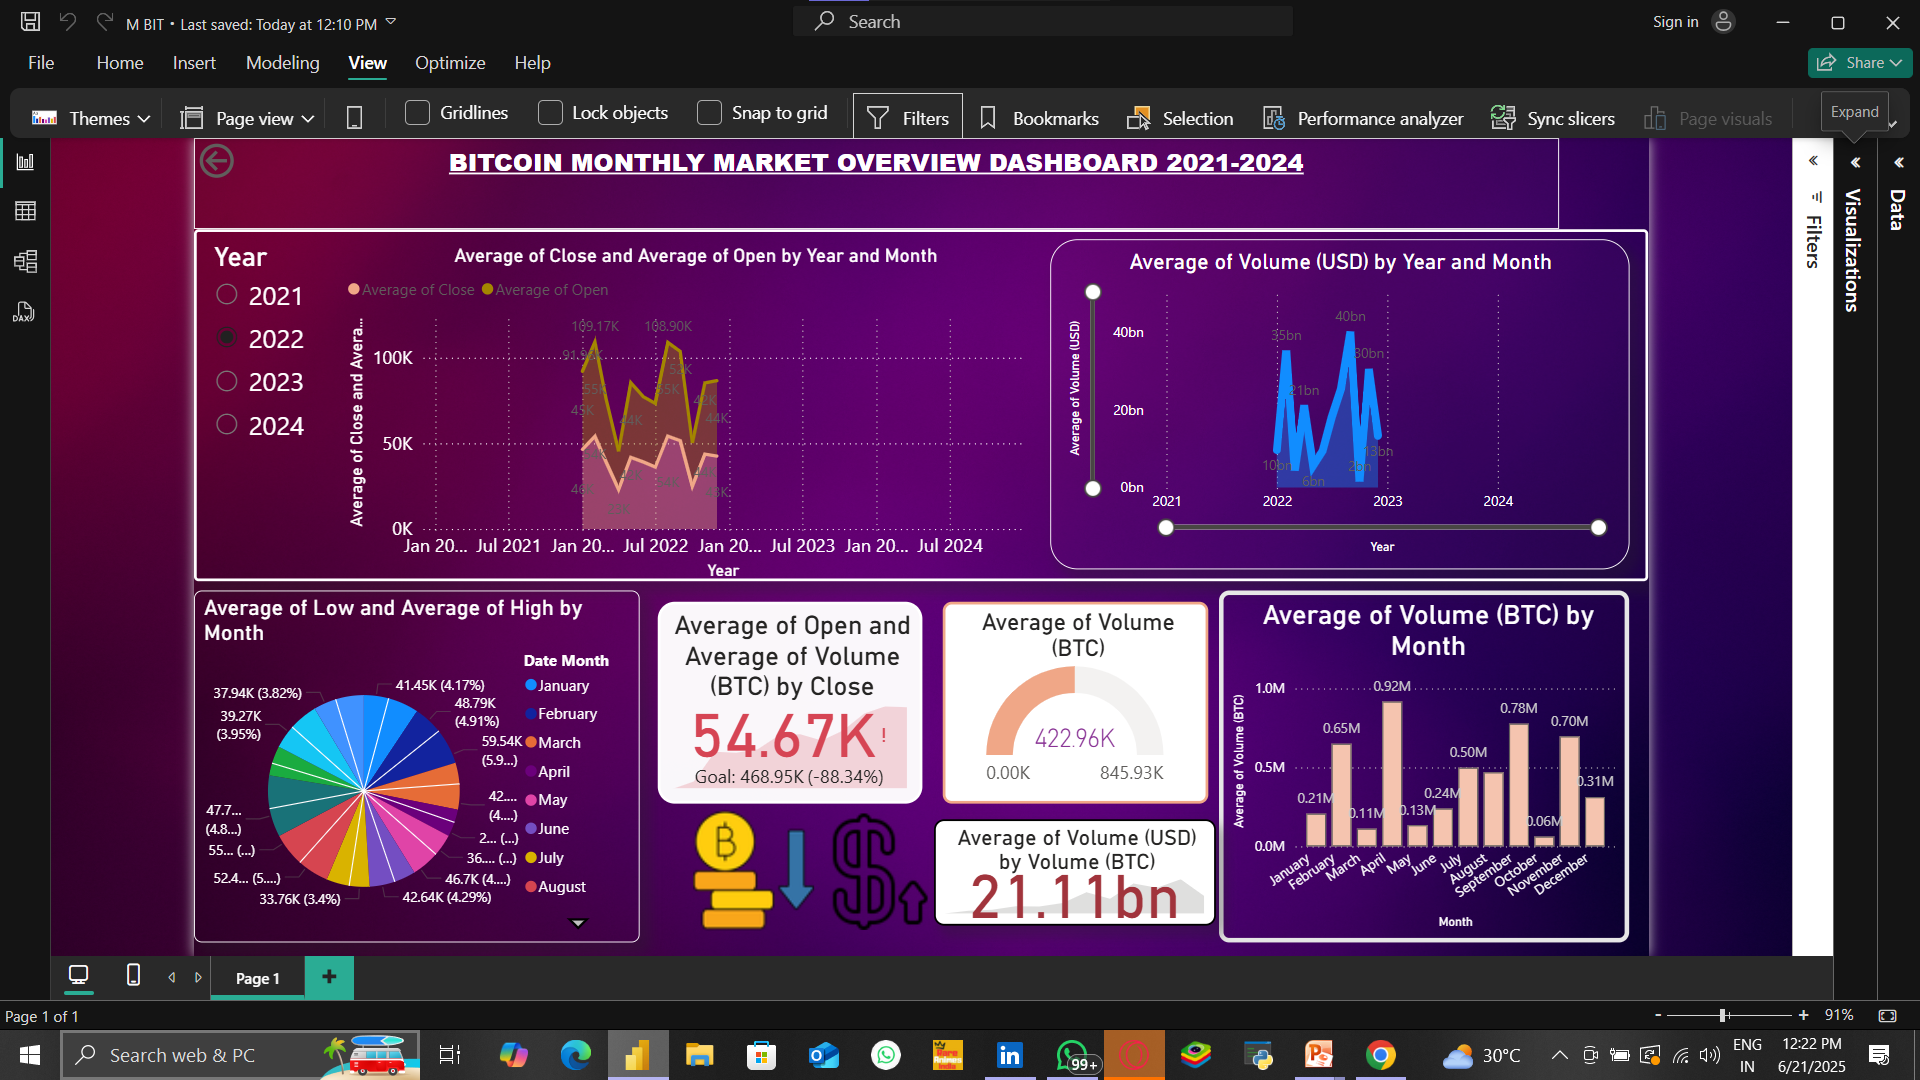 M BIT • Last saved: Today at 12:10 PM
Search
Sign in
File Home Insert Modeling View Optimize Help
Share
Themes Page view Gridlines Lock objects Snap to grid Filters Bookmarks Selection Performance analyzer Sync slicers Page visuals Expand
BITCOIN MONTHLY MARKET OVERVIEW DASHBOARD 2021-2024
Filters
Visualizations
Data
DAX
Year
2021
2022
2023
2024
Average of Close and Average of Open by Year and Month
Average of Close Average of Open
Average of Close and Avera...
100K
50K
0K
109.17K 108.90K
55K
45K
44K
42K
44K
Jan 20... Jul 2021 Jan 20... Jul 2022 Jan 20... Jul 2023 Jan 20... Jul 2024
Year
Average of Volume (USD) by Year and Month
Average of Volume (USD)
40bn
20bn
0bn
40bn
35bn
30bn
21bn
10bn
13bn
2bn
6bn
2021 2022 2023 2024
Year
Average of Low and Average of High by
Month
Date Month
January
February
March
April
May
June
July
August
41.45K (4.17%)
48.79K
(4.91%)
59.54K
(5.9...)
42....
(4....)
2... (...)
36.... (...)
46.7K (4....)
42.64K (4.29%)
33.76K (3.4%)
52.4... (5....)
55... (...)
47.7...
(4.8...)
39.27K
(3.95%)
37.94K (3.82%)
Average of Open and
Average of Volume
(BTC) by Close
54.67K!
Goal: 468.95K (-88.34%)
Average of Volume
(BTC)
422.96K
0.00K 845.93K
Average of Volume (USD)
by Volume (BTC)
21.11bn
Average of Volume (BTC) by
Month
Average of Volume (BTC)
1.0M
0.5M
0.0M
0.21M
0.65M
0.11M
0.92M
0.13M
0.24M
0.50M
0.78M
0.06M
0.70M
0.31M
January February March April May June July August September October November December
Month
Page 1
Page 1 of 1
- + 91%
Search web & PC
99+
30°C
ENG
IN
12:22 PM
6/21/2025